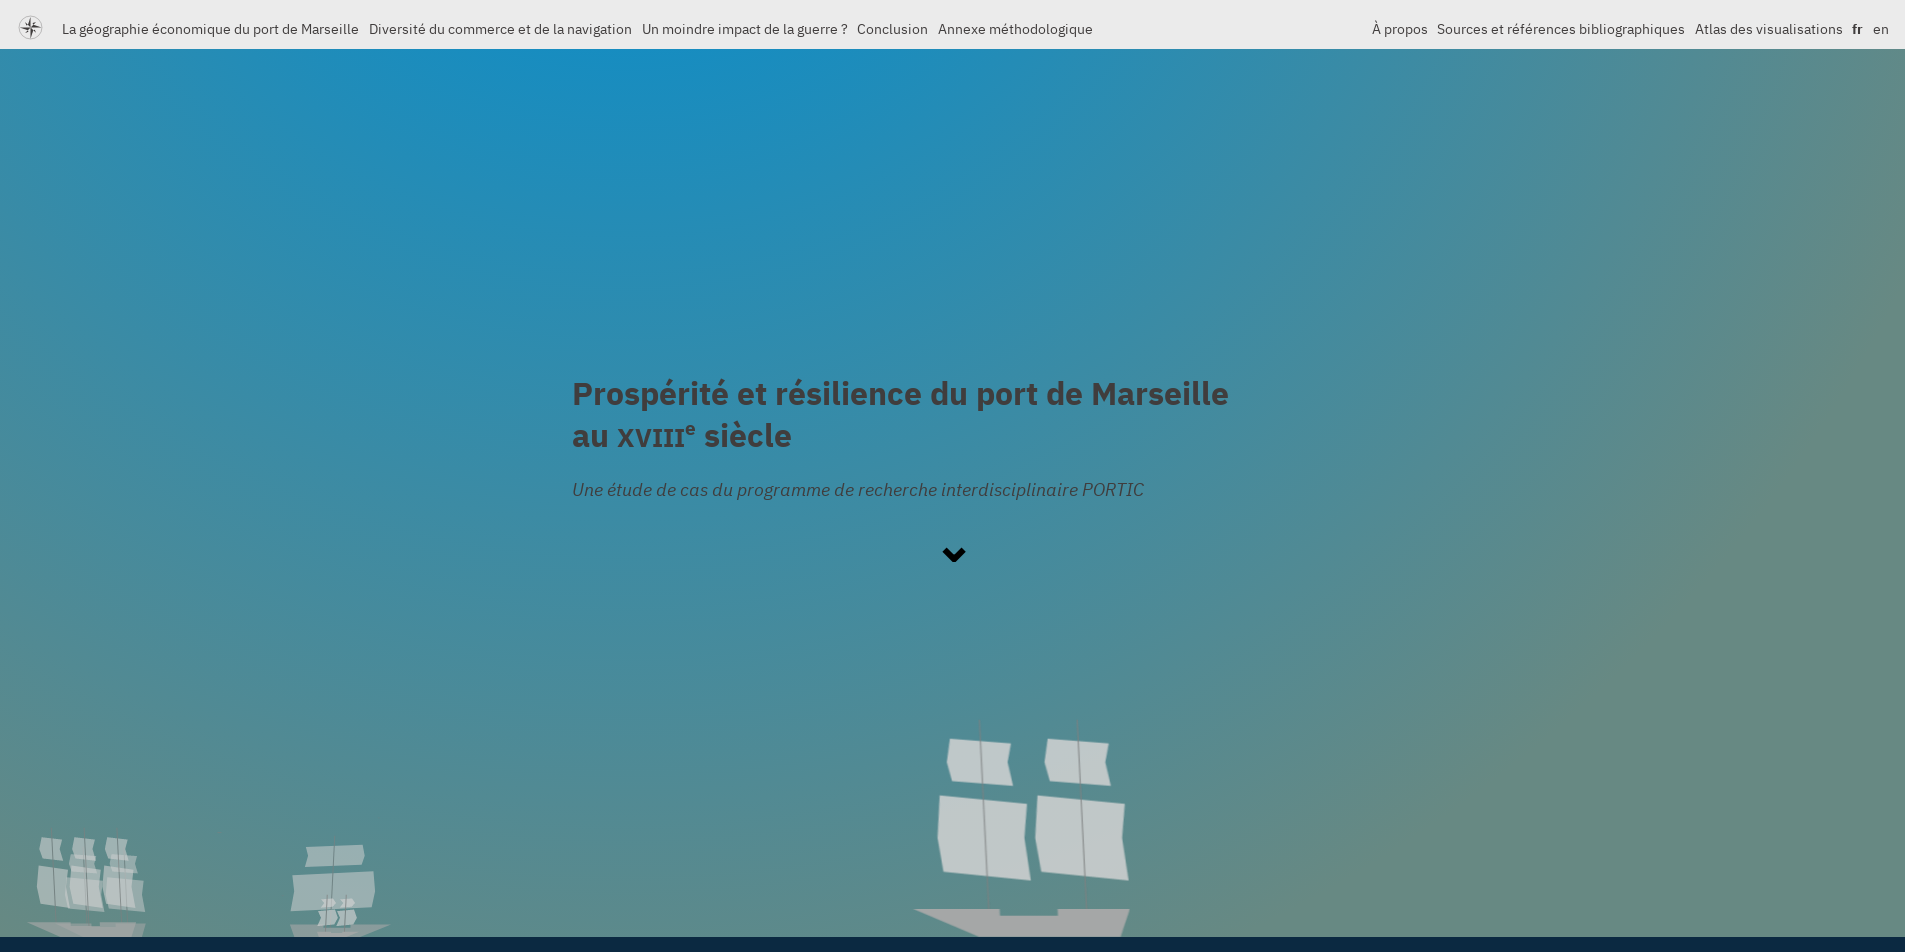 La géographie économique du port de Marseille Diversité du commerce et de la navigation Un moindre impact de la guerre ? Conclusion Annexe méthodologique À propos Sources et références bibliographiques Atlas des visualisations fr en
Prospérité et résilience du port de Marseille
au XVIIIe siècle
Une étude de cas du programme de recherche interdisciplinaire PORTIC